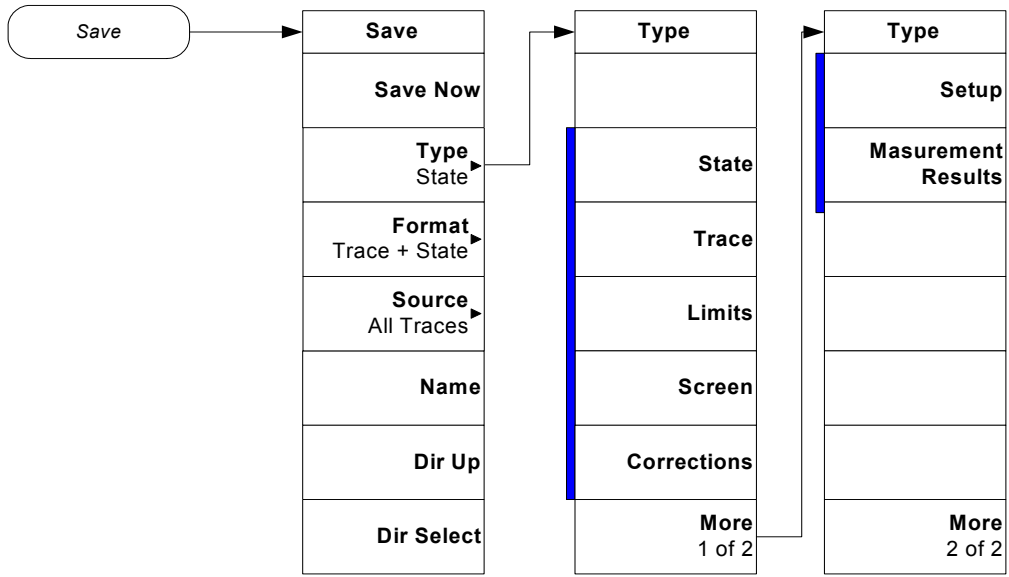 Save
Save
Save Now
Type
State
Format
Trace + State
Source
All Traces
Name
Dir Up
Dir Select
Type
State
Trace
Limits
Screen
Corrections
More
1 of 2
Type
Setup
Masurement
Results
More
2 of 2